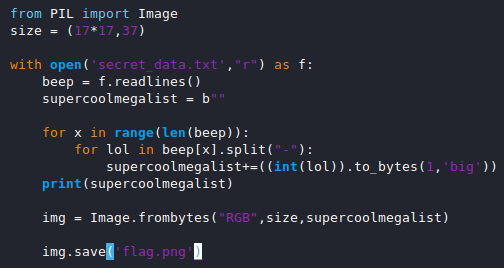 from PIL import Image
size = (17*17,37)
with open('secret_data.txt',"r") as f:
beep = f.readlines()
supercoolmegalist = b""
for x in range(len(beep)):
for lol in beep[x].split("-"):
supercoolmegalist+=((int(lol)).to_bytes(1,'big'))
print(supercoolmegalist)
img = Image.frombytes("RGB",size,supercoolmegalist)
img.save('flag.png')